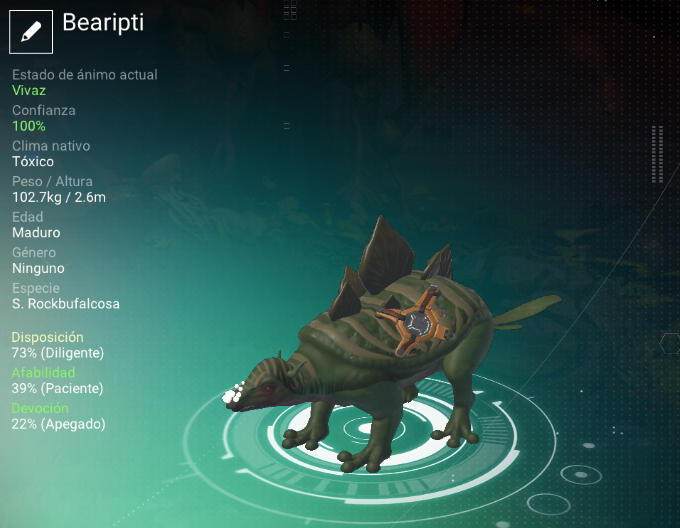 Bearipti
Estado de ánimo actual
Vivaz
Confianza
100%
Clima nativo
Tóxico
Peso / Altura
102.7kg / 2.6m
Edad
Maduro
Género
Ninguno
Especie
S. Rockbufalcosa
Disposición
73% (Diligente)
Afabilidad
39% (Paciente)
Devoción
22% (Apegado)